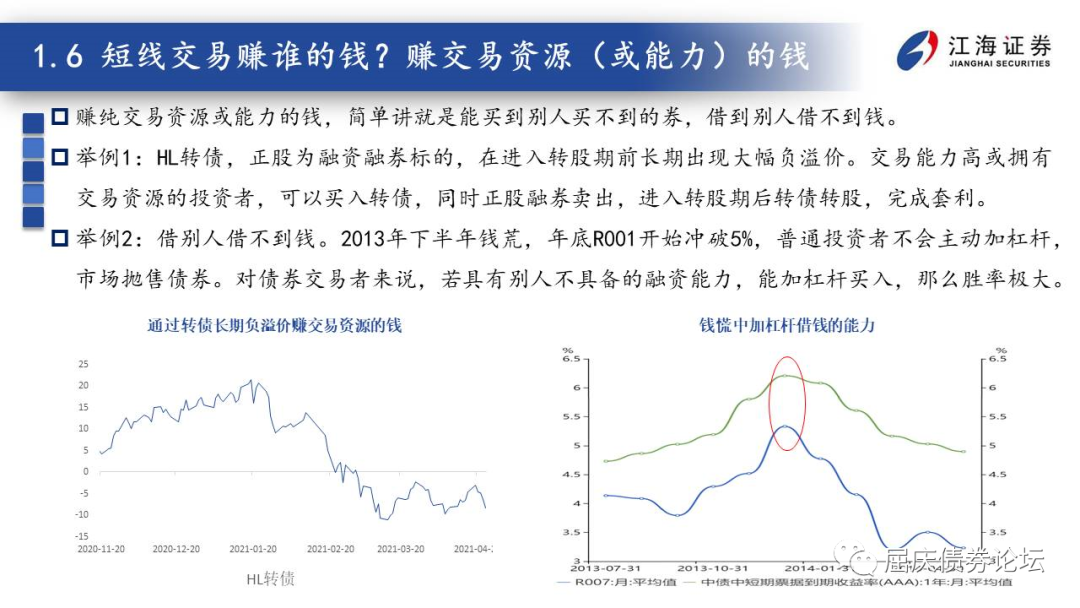 1.6 短线交易赚谁的钱？赚交易资源（或能力）的钱
江海证券
JIANGHAI SECURITIES
赚纯交易资源或能力的钱，简单讲就是能买到别人买不到的券，借到别人借不到钱。
举例1：HL转债，正股为融资融券标的，在进入转股期前长期出现大幅负溢价。交易能力高或拥有
交易资源的投资者，可以买入转债，同时正股融券卖出，进入转股期后转债转股，完成套利。
举例2：借别人借不到钱。2013年下半年钱荒，年底R001开始冲破5%，普通投资者不会主动加杠杆，
市场抛售债券。对债券交易者来说，若具有别人不具备的融资能力，能加杠杆买入，那么胜率极大。
通过转债长期负溢价赚交易资源的钱
25
20
15
10
5
0
-5
-10
-15
2020-11-20 2020-12-20 2021-01-20 2021-02-20 2021-03-20 2021-04-
HL转债
钱慌中加杠杆借钱的能力
% %
6.5 6.5
6 6
5.5 5.5
5 5
4.5 4.5
4 4
3.5 3.5
3
2013-07-31 2013-10-31 2014-01-3
R007:月:平均值 中债中短期票据到期收益率(AAA):1年:月:平均值
屈庆债券论坛